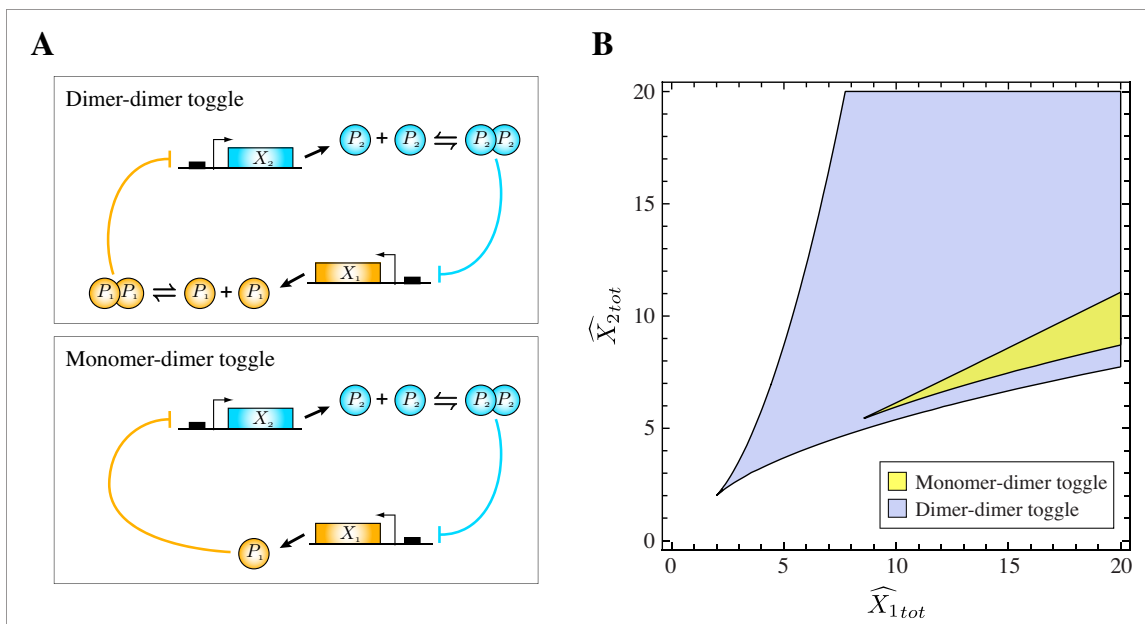 A
Dimer-dimer toggle
X₂
P₂ + P₂ ⇌ P₂P₂
X₁
P₁P₁ ⇌ P₁ + P₁
Monomer-dimer toggle
X₂
P₂ + P₂ ⇌ P₂P₂
X₁
P₁
B
20
15
10
5
0
0 5 10 15 20
X̂₂tot
X̂₁tot
Monomer-dimer toggle
Dimer-dimer toggle